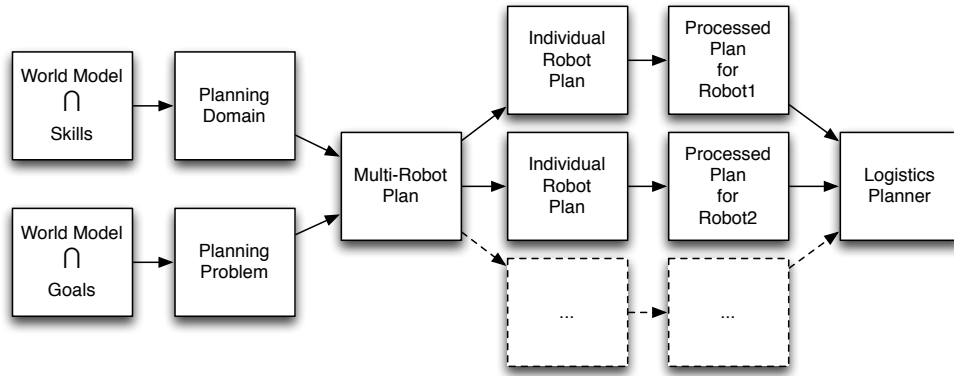 World Model
∩
Skills
Planning
Domain
World Model
∩
Goals
Planning
Problem
Multi-Robot
Plan
Individual
Robot
Plan
Processed
Plan
for
Robot1
Individual
Robot
Plan
Processed
Plan
for
Robot2
...
...
Logistics
Planner